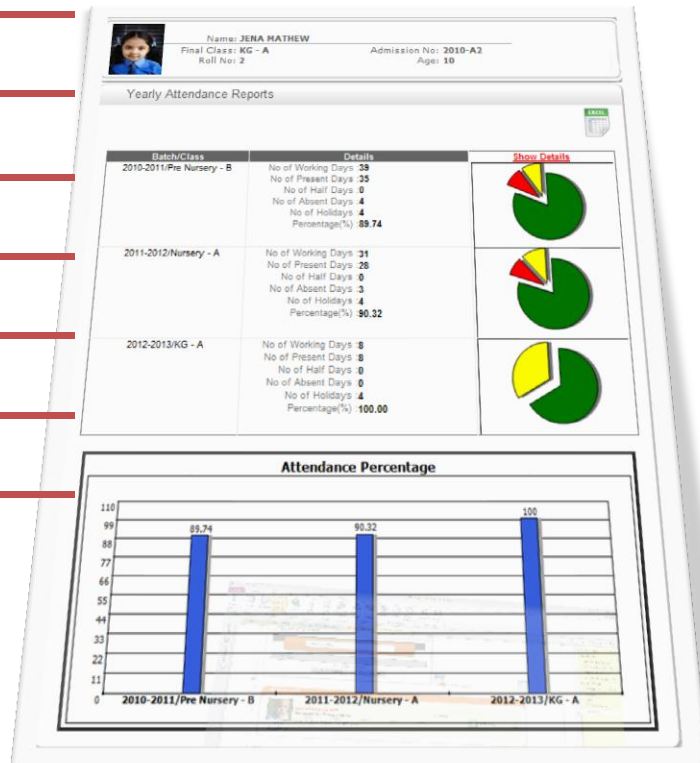 Name: JENA MATHEW
Final Class: KG - A Admission No: 2010-A2
Roll No: 2 Age: 10
Yearly Attendance Reports
EXCEL
Batch/Class Details Show Details
2010-2011/Pre Nursery - B No of Working Days :39
No of Present Days :35
No of Half Days :0
No of Absent Days :4
No of Holidays :4
Percentage(%) :89.74
2011-2012/Nursery - A No of Working Days :31
No of Present Days :28
No of Half Days :0
No of Absent Days :3
No of Holidays :4
Percentage(%) :90.32
2012-2013/KG - A No of Working Days :8
No of Present Days :8
No of Half Days :0
No of Absent Days :0
No of Holidays :4
Percentage(%) :100.00
Attendance Percentage
110
99
88
77
66
55
44
33
22
11
0
89.74 90.32 100
2010-2011/Pre Nursery - B 2011-2012/Nursery - A 2012-2013/KG - A